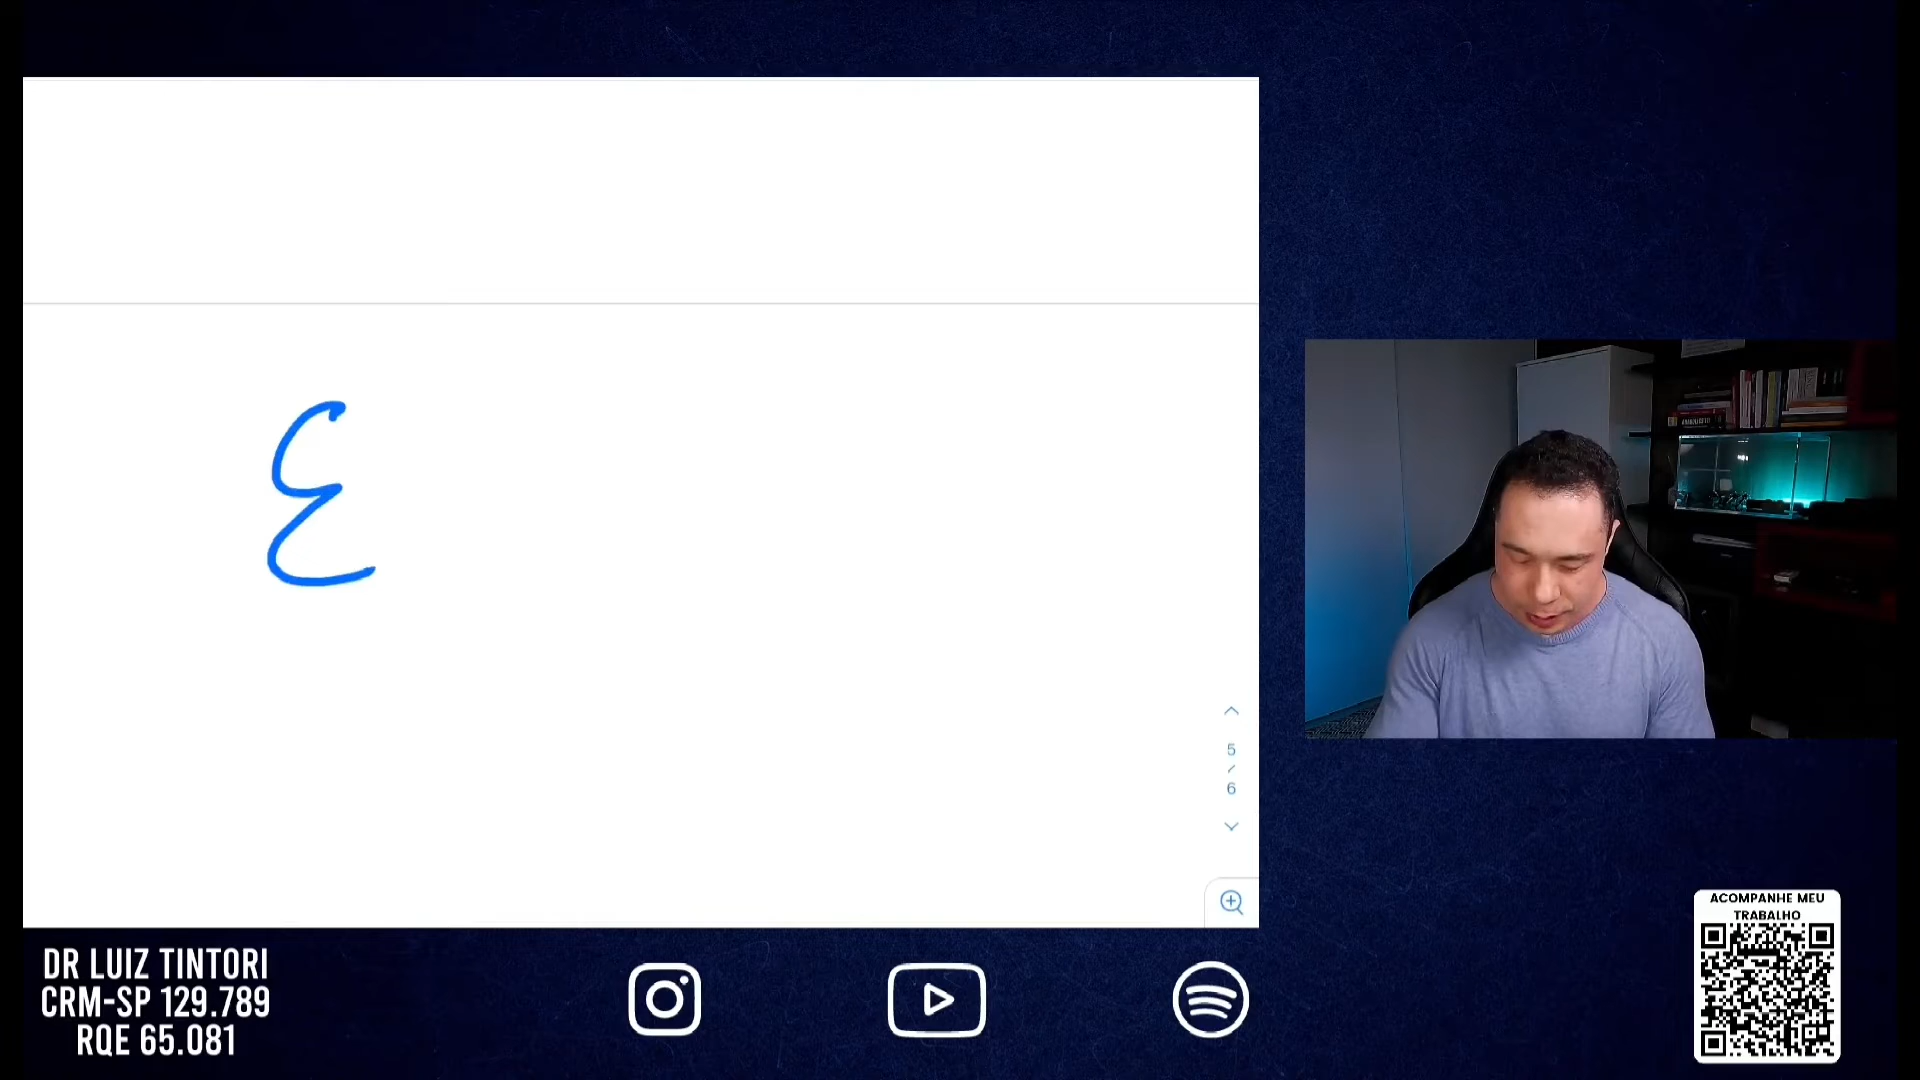 E
5
/
6
DR LUIZ TINTORI
CRM-SP 129.789
RQE 65.081
ACOMPANHE MEU
TRABALHO